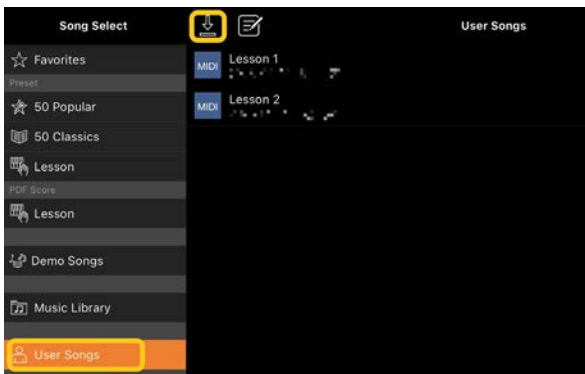 Song Select
User Songs
Favorites
Preset
50 Popular
50 Classics
Lesson
PDF Score
Lesson
Demo Songs
Music Library
User Songs
MIDI
Lesson 1
MIDI
Lesson 2